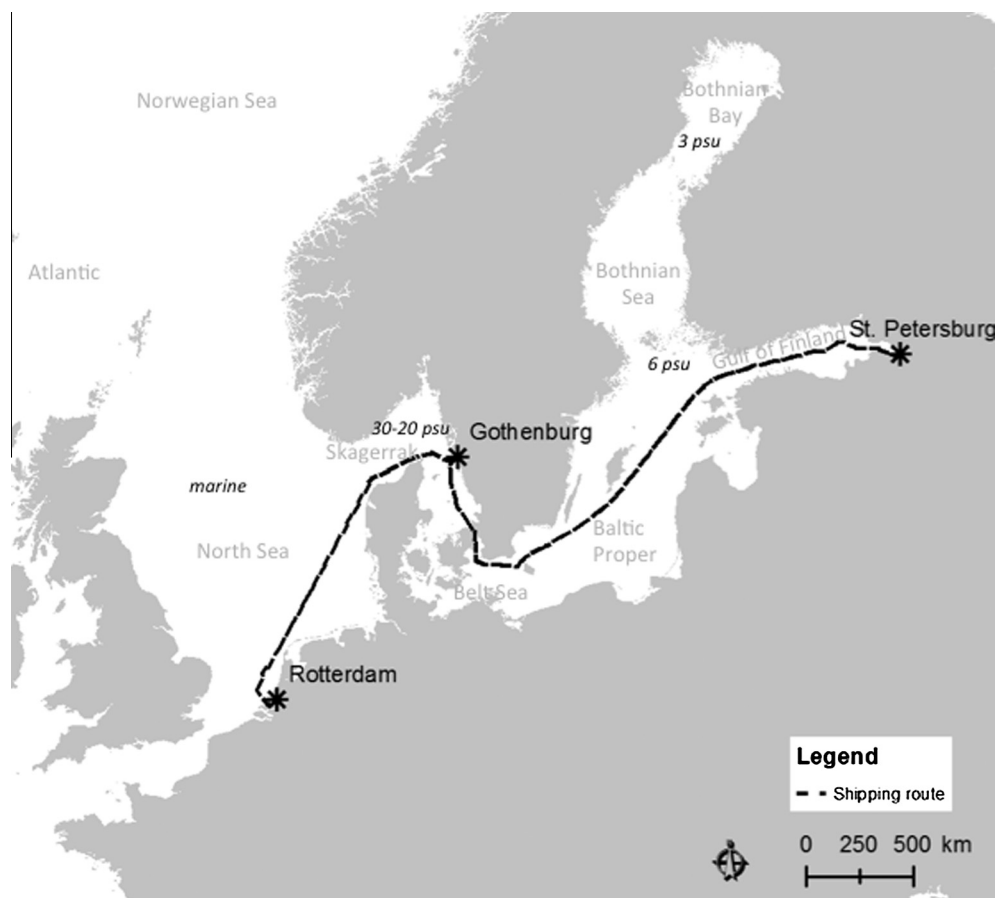 Norwegian Sea
Bothnian
Bay
3 psu
Atlantic
Bothnian
Sea
St. Petersburg
Gulf of Finland
6 psu
30-20 psu
Gothenburg
Skagerrak
marine
North Sea
Baltic
Proper
Belt Sea
Rotterdam
Legend
Shipping route
0 250 500 km